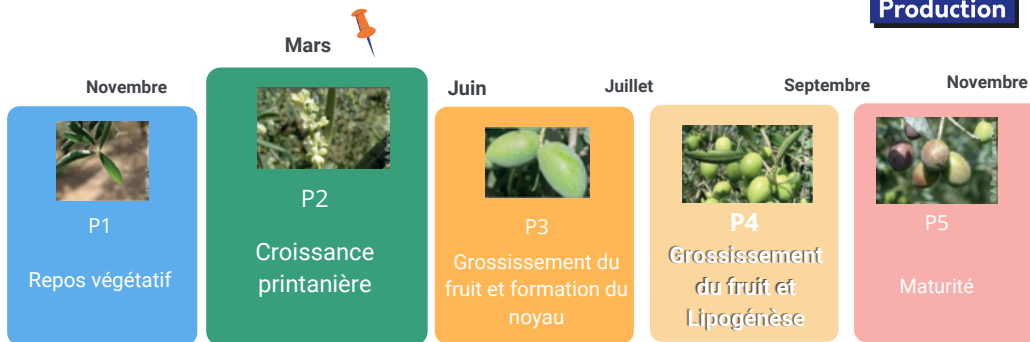 Production
Mars
Novembre
Juin
Juillet
Septembre
Novembre
P1
Repos végétatif
P2
Croissance
printanière
P3
Grossissement du
fruit et formation du
noyau
P4
Grossissement
du fruit et
Lipogénèse
P5
Maturité